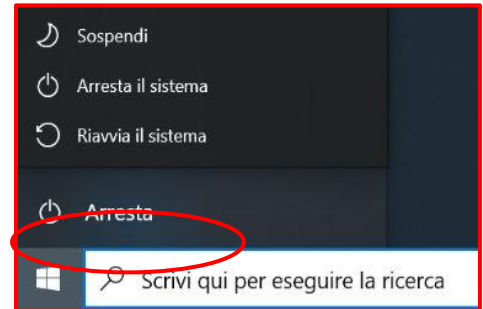 Sospendi
Arresta il sistema
Riavvia il sistema
Arresta
Scrivi qui per eseguire la ricerca